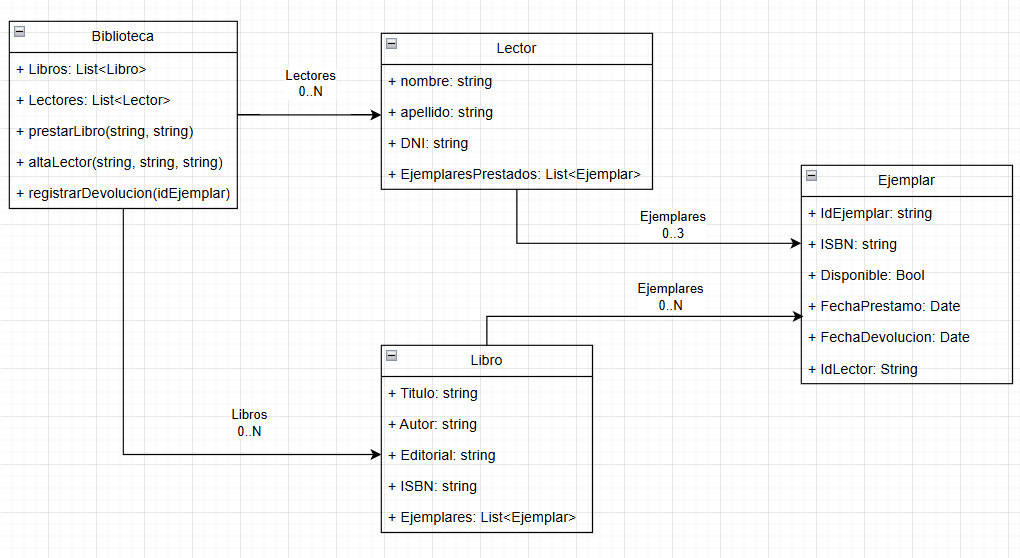 Biblioteca
+ Libros: List<Libro>
+ Lectores: List<Lector>
+ prestarLibro(string, string)
+ altaLector(string, string, string)
+ registrarDevolucion(idEjemplar)
Lectores
0..N
Lector
+ nombre: string
+ apellido: string
+ DNI: string
+ EjemplaresPrestados: List<Ejemplar>
Ejemplares
0..3
Ejemplar
+ IdEjemplar: string
+ ISBN: string
+ Disponible: Bool
+ FechaPrestamo: Date
+ FechaDevolucion: Date
+ IdLector: String
Ejemplares
0..N
Libros
0..N
Libro
+ Titulo: string
+ Autor: string
+ Editorial: string
+ ISBN: string
+ Ejemplares: List<Ejemplar>